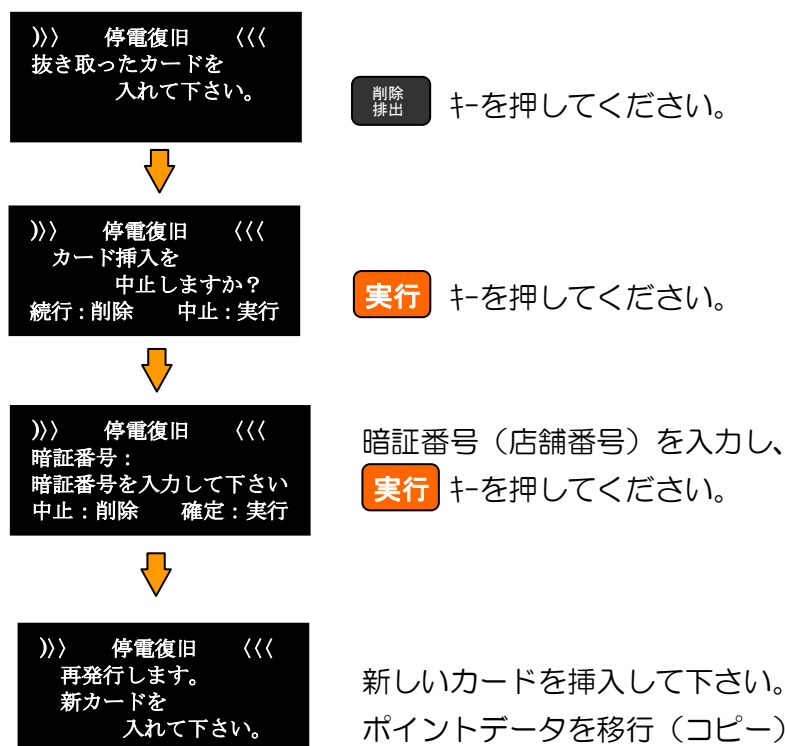 》〉 停電復旧 〈〈〈
抜き取ったカードを
入れて下さい。
削除
排出
ｷｰを押してください。
》〉 停電復旧 〈〈〈
カード挿入を
中止しますか？
続行：削除 中止：実行
実行 ｷｰを押してください。
》〉 停電復旧 〈〈〈
暗証番号：
暗証番号を入力して下さい
中止：削除 確定：実行
暗証番号（店舗番号）を入力し、
実行 ｷｰを押してください。
》〉 停電復旧 〈〈〈
再発行します。
新カードを
入れて下さい。
新しいカードを挿入して下さい。
ポイントデータを移行（コピー）